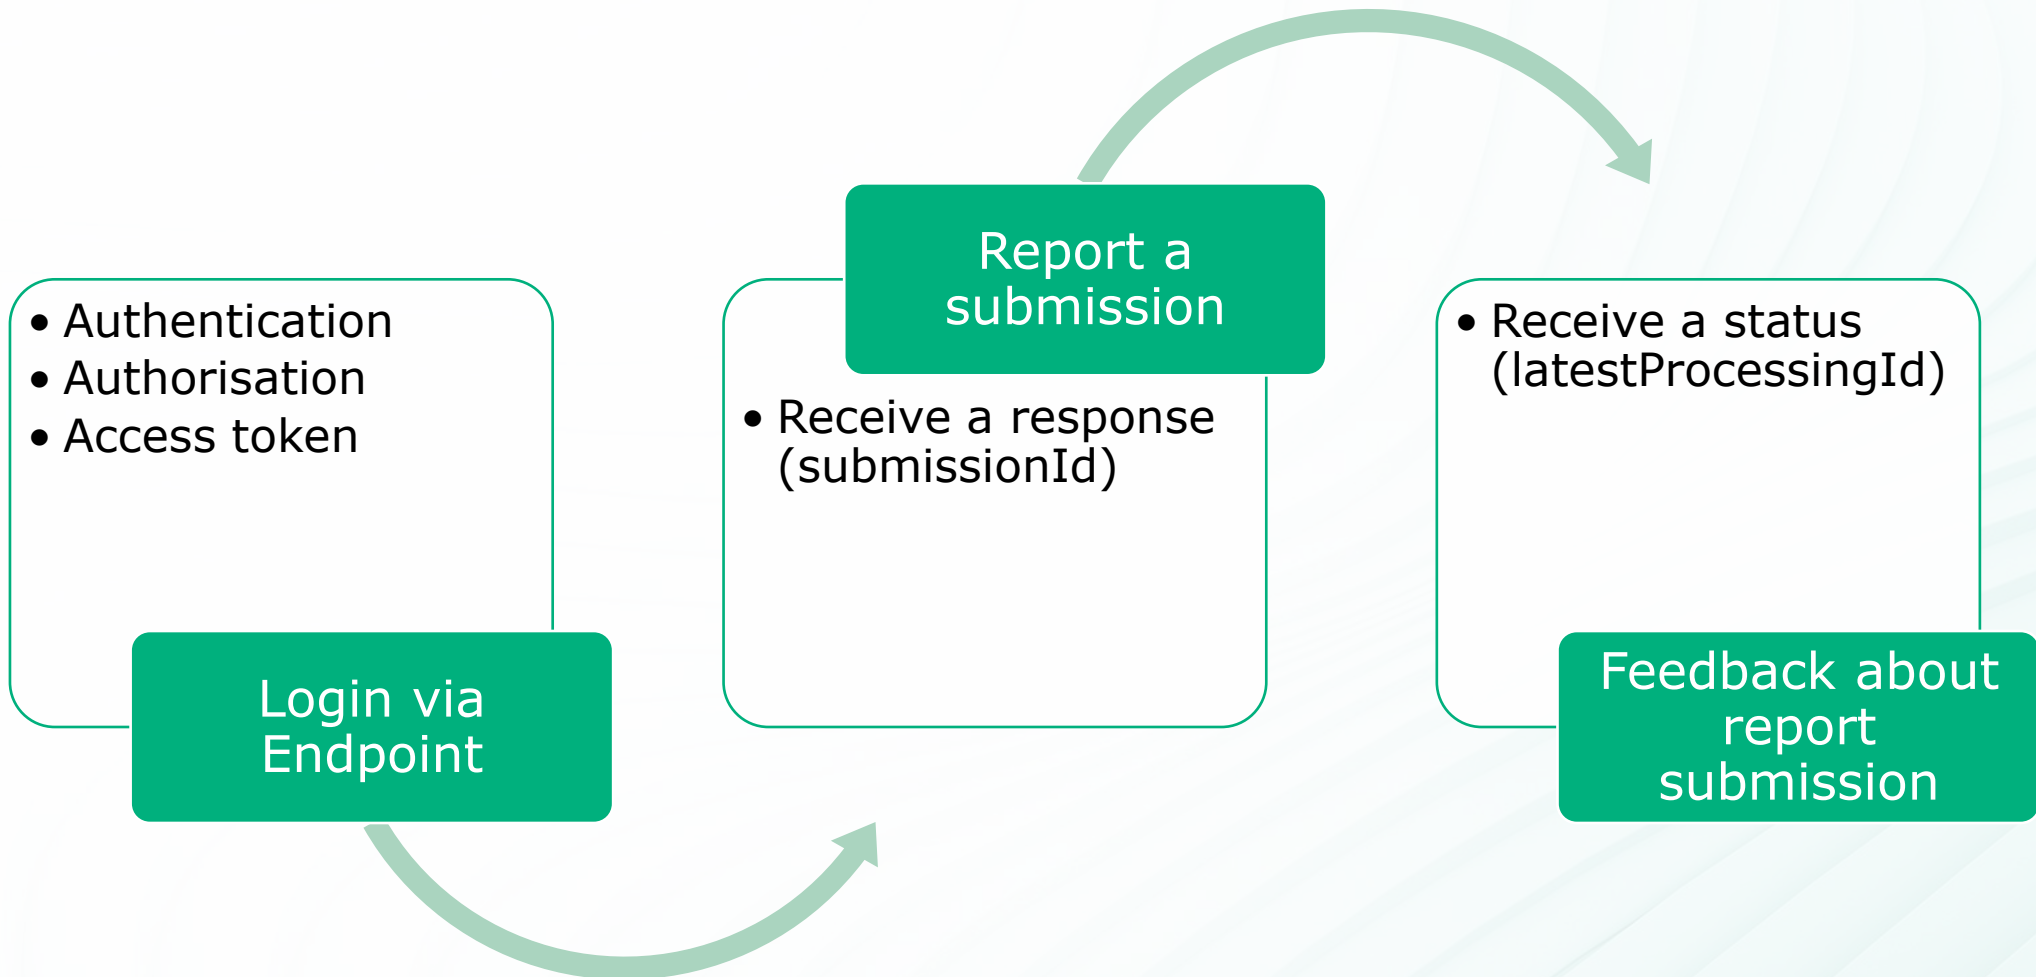 • Authentication
• Authorisation
• Access token
Login via
Endpoint
Report a
submission
• Receive a response
(submissionId)
• Receive a status
(latestProcessingId)
Feedback about
report
submission